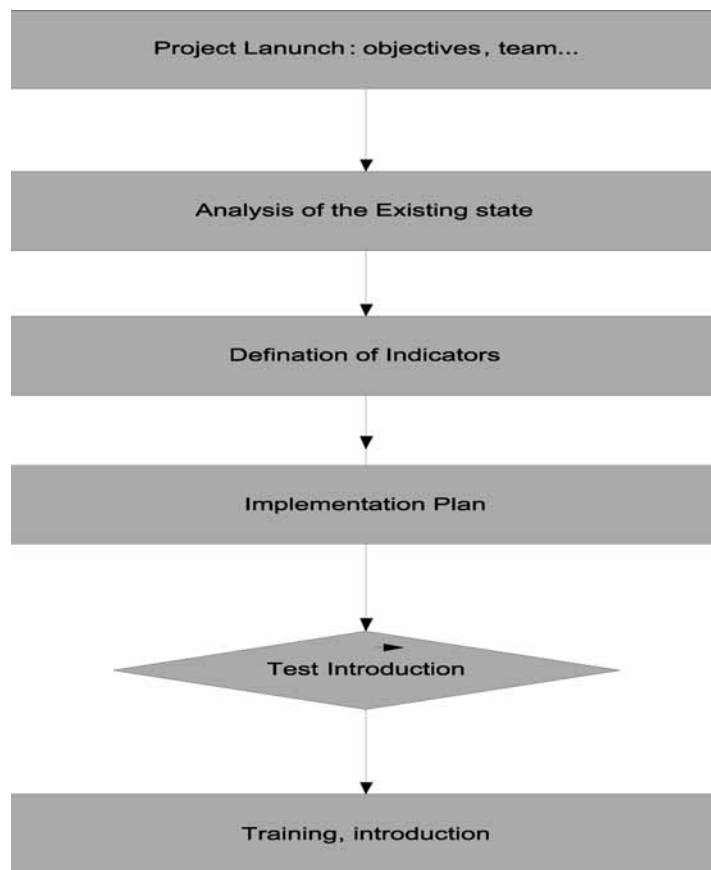 Project Lanunch: objectives, team...
Analysis of the Existing state
Defination of Indicators
Implementation Plan
Test Introduction
Training, introduction